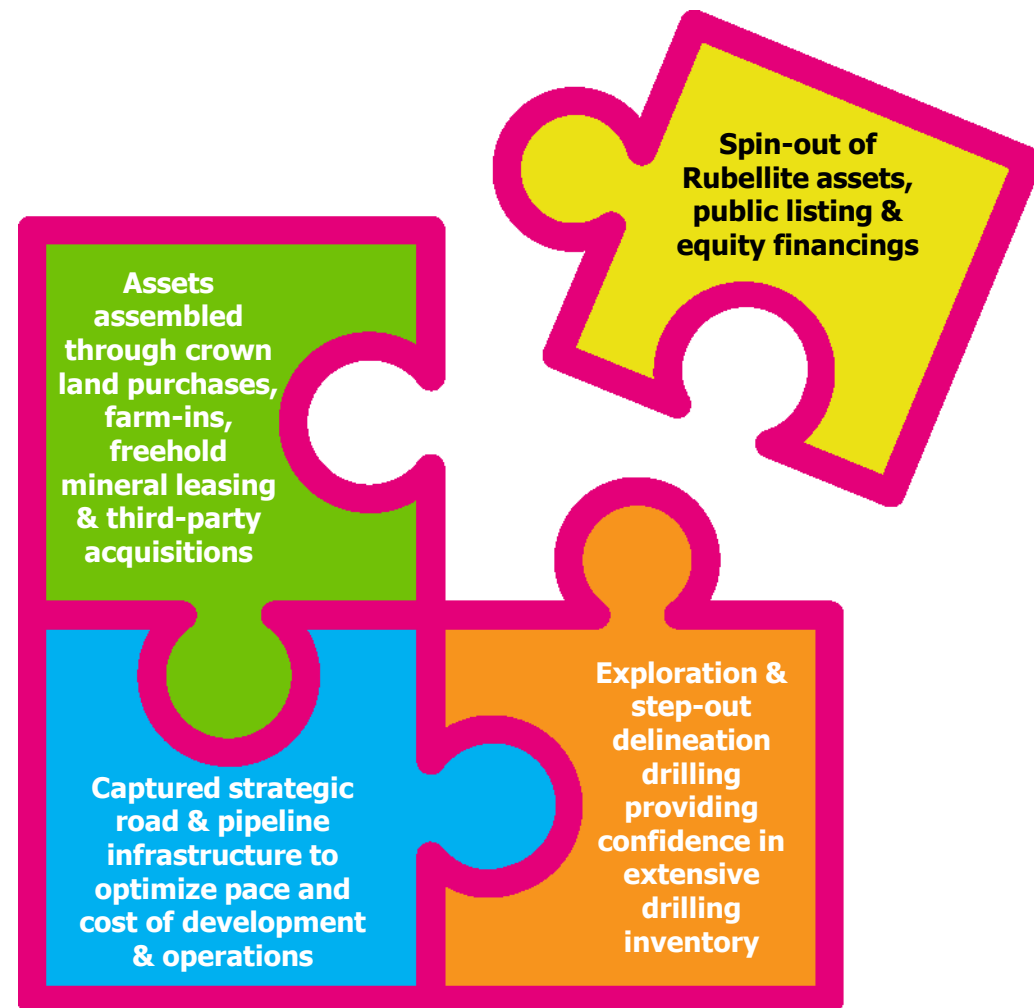 Spin-out of
Rubellite assets,
public listing &
equity financings
Assets
assembled
through crown
land purchases,
farm-ins,
freehold
mineral leasing
& third-party
acquisitions
Captured strategic
road & pipeline
infrastructure to
optimize pace and
cost of development
& operations
Exploration &
step-out
delineation
drilling
providing
confidence in
extensive
drilling
inventory